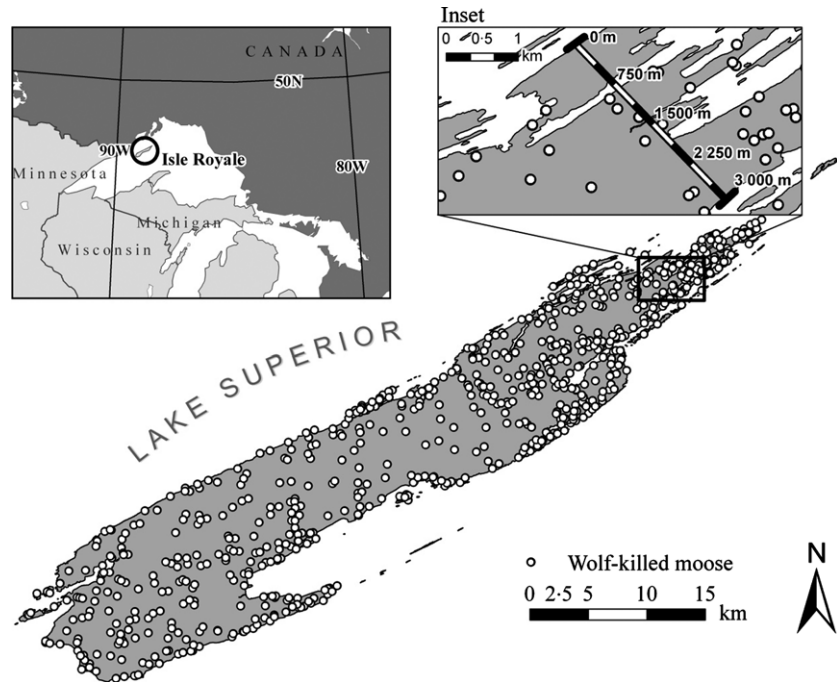 CANADA
50N
90W
Isle Royale
80W
Minnesota
Michigan
Wisconsin
Inset
0 0·5 1
km
0 m
750 m
1 500 m
2 250 m
3 000 m
LAKE SUPERIOR
Wolf-killed moose
0 2·5 5 10 15
km
N